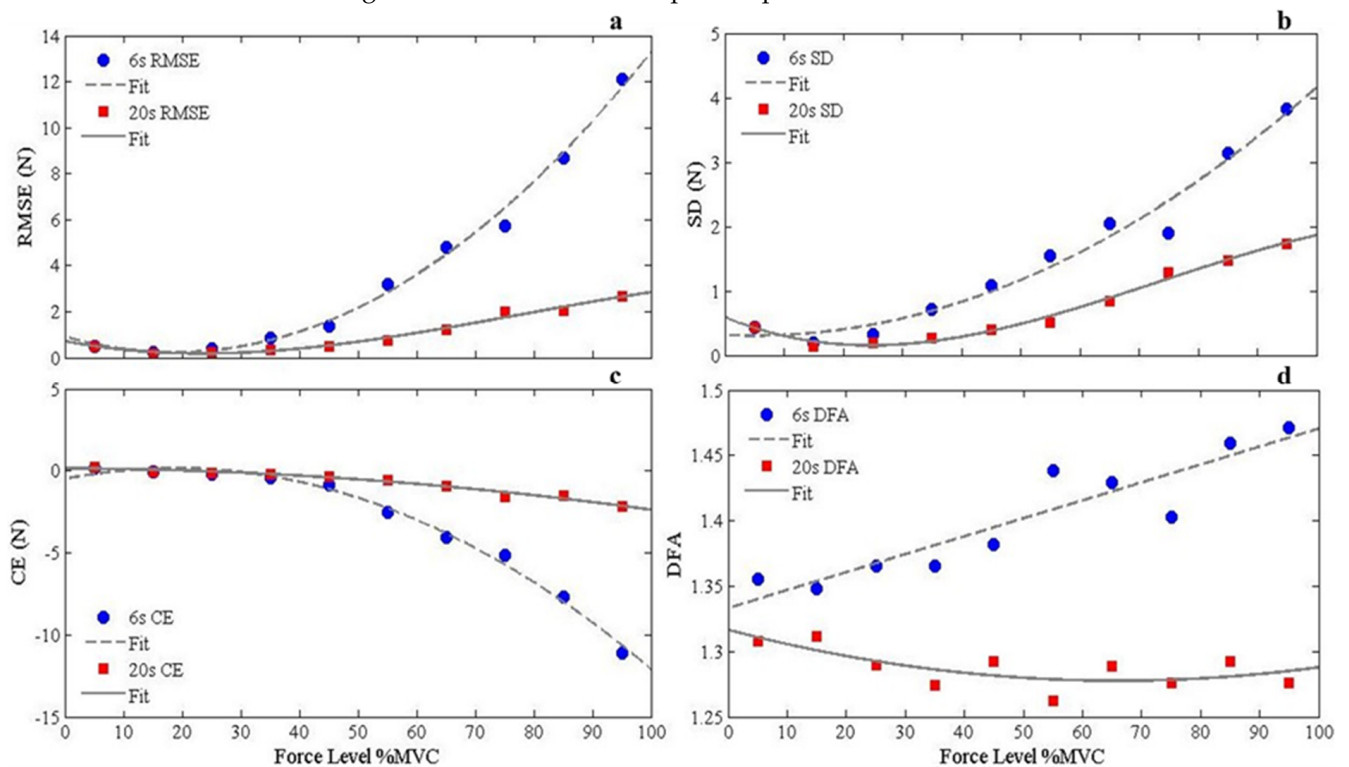 a
14
12
10
8
6
4
2
0
RMSE (N)
6s RMSE
Fit
20s RMSE
Fit
b
5
4
3
2
1
0
SD (N)
6s SD
Fit
20s SD
Fit
c
5
0
-5
-10
-15
CE (N)
6s CE
Fit
20s CE
Fit
0 10 20 30 40 50 60 70 80 90 100
Force Level %MVC
d
1.5
1.45
1.4
1.35
1.3
1.25
DFA
6s DFA
Fit
20s DFA
Fit
0 10 20 30 40 50 60 70 80 90 100
Force Level %MVC